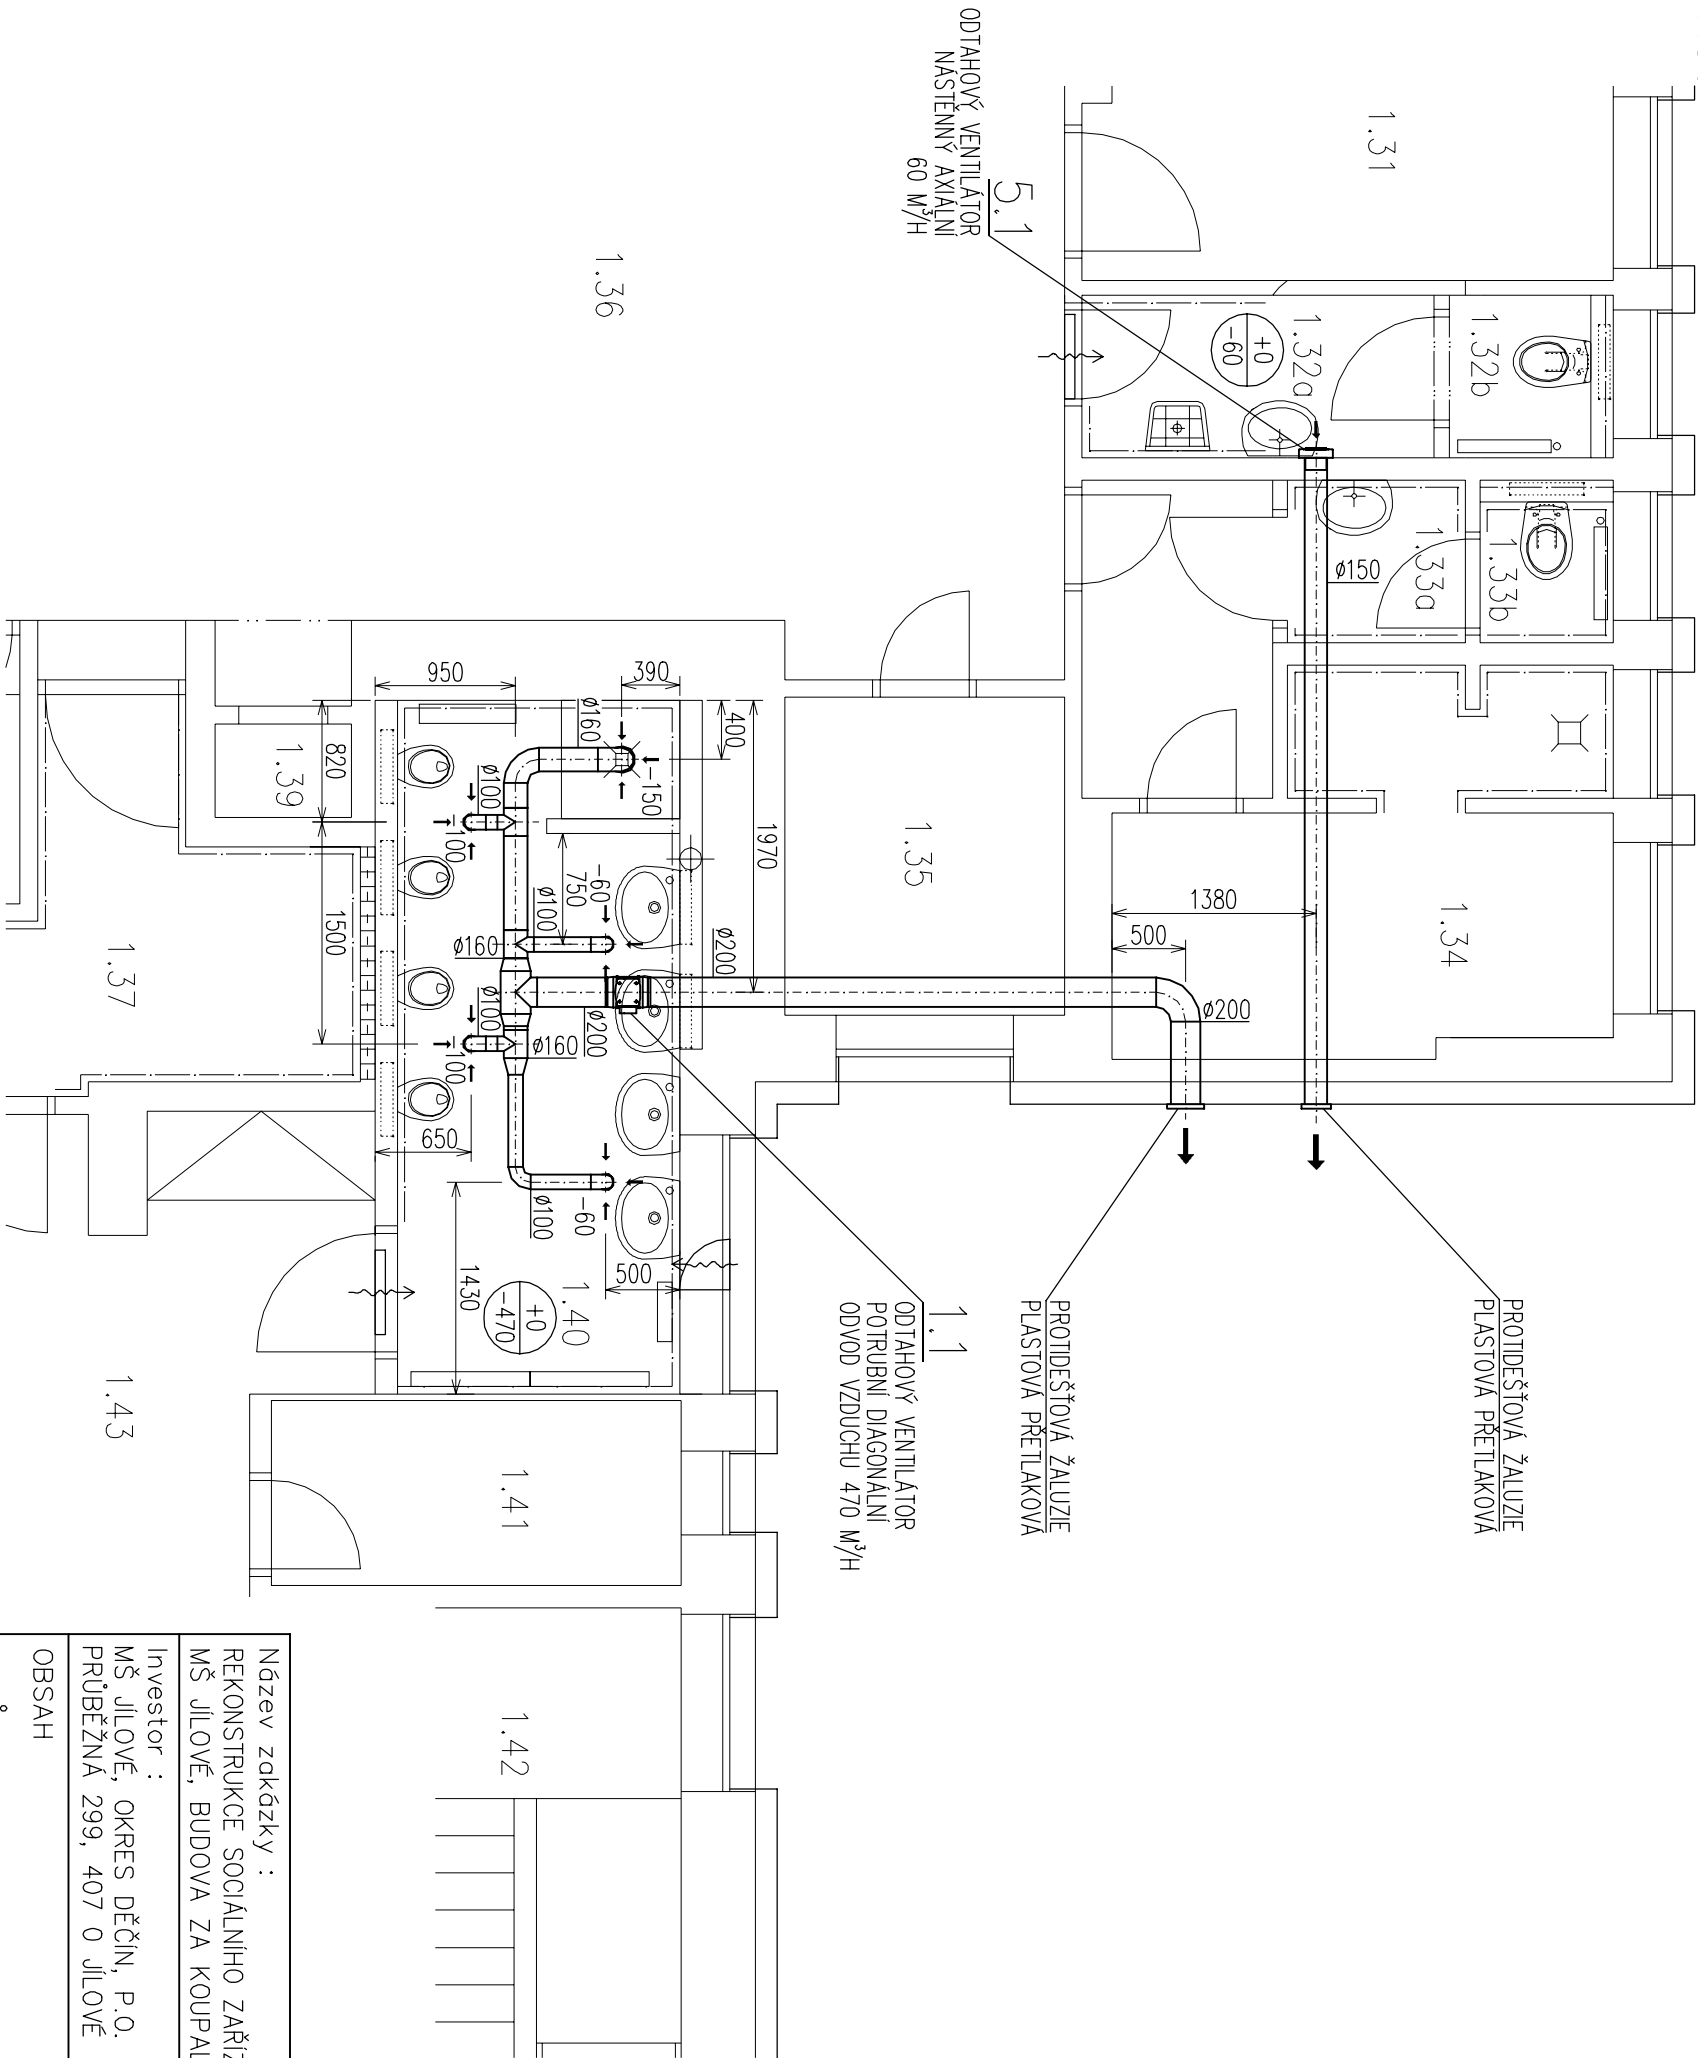 ODTAHOVÝ VENTILÁTOR
NÁSTĚNNÝ AXIÁLNÍ
60 M³/H
5.1
1.31
1.32b
1.32a
+0
-60
1.33b
1.33a
ø150
1.34
1380
500
ø200
1.35
1.36
1970
400
390
950
ø160
-150
ø100
-100
820
1.39
1500
1.37
750
-60
ø100
ø160
ø200
ø200
ø100
ø160
-100
650
ø100
-60
500
1430
1.40
+0
-470
1.1
ODTAHOVÝ VENTILÁTOR
POTRUBNÍ DIAGONÁLNÍ
ODVOD VZDUCHU 470 M³/H
PROTIDEŠŤOVÁ ŽALUZIE
PLASTOVÁ PŘETLAKOVÁ
PROTIDEŠŤOVÁ ŽALUZIE
PLASTOVÁ PŘETLAKOVÁ
1.43
1.41
1.42
Název zakázky :
REKONSTRUKCE SOCIÁLNÍHO
MŠ JÍLOVÉ, BUDOVA ZA
Investor :
MŠ JÍLOVÉ, OKRES DĚČÍN, P.O.
PRŮBĚŽNÁ 299, 407 0 JÍLOVÉ
OBSAH